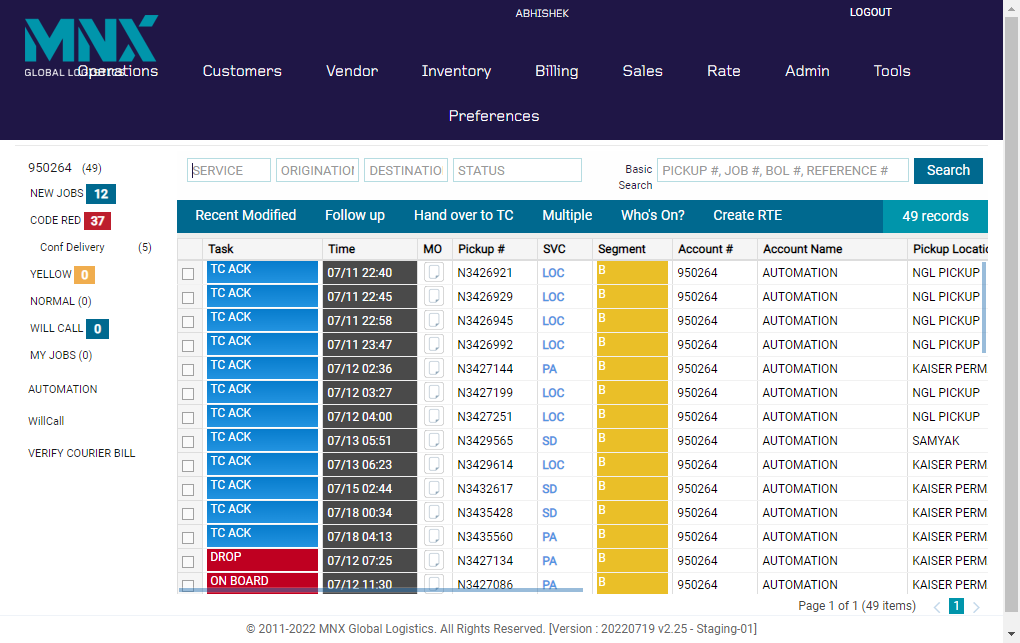 ABHISHEK
LOGOUT
MNX
GLOBAL LOGISTICS
Operations Customers Vendor Inventory Billing Sales Rate Admin Tools
Preferences
950264 (49)
NEW JOBS 12
CODE RED 37
Conf Delivery (5)
YELLOW 0
NORMAL (0)
WILL CALL 0
MY JOBS (0)
AUTOMATION
WillCall
VERIFY COURIER BILL
SERVICE ORIGINATION DESTINATIO STATUS Basic Search PICKUP #, JOB #, BOL #, REFERENCE # Search
Recent Modified Follow up Hand over to TC Multiple Who's On? Create RTE 49 records
Task Time MO Pickup # SVC Segment Account # Account Name Pickup Locatio
TC ACK 07/11 22:40 N3426921 LOC B 950264 AUTOMATION NGL PICKUP
TC ACK 07/11 22:45 N3426929 LOC B 950264 AUTOMATION NGL PICKUP
TC ACK 07/11 22:58 N3426945 LOC B 950264 AUTOMATION NGL PICKUP
TC ACK 07/11 23:47 N3426992 LOC B 950264 AUTOMATION NGL PICKUP
TC ACK 07/12 02:36 N3427144 PA B 950264 AUTOMATION KAISER PERM
TC ACK 07/12 03:27 N3427199 LOC B 950264 AUTOMATION NGL PICKUP
TC ACK 07/12 04:00 N3427251 LOC B 950264 AUTOMATION NGL PICKUP
TC ACK 07/13 05:51 N3429565 SD B 950264 AUTOMATION SAMYAK
TC ACK 07/13 06:23 N3429614 LOC B 950264 AUTOMATION KAISER PERM
TC ACK 07/15 02:44 N3432617 SD B 950264 AUTOMATION KAISER PERM
TC ACK 07/18 00:34 N3435428 SD B 950264 AUTOMATION KAISER PERM
TC ACK 07/18 04:13 N3435560 PA B 950264 AUTOMATION KAISER PERM
DROP 07/12 07:25 N3427134 PA B 950264 AUTOMATION KAISER PERM
ON BOARD 07/12 11:30 N3427086 PA B 950264 AUTOMATION KAISER PERM
Page 1 of 1 (49 items) 1
© 2011-2022 MNX Global Logistics. All Rights Reserved. [Version : 20220719 v2.25 - Staging-01]